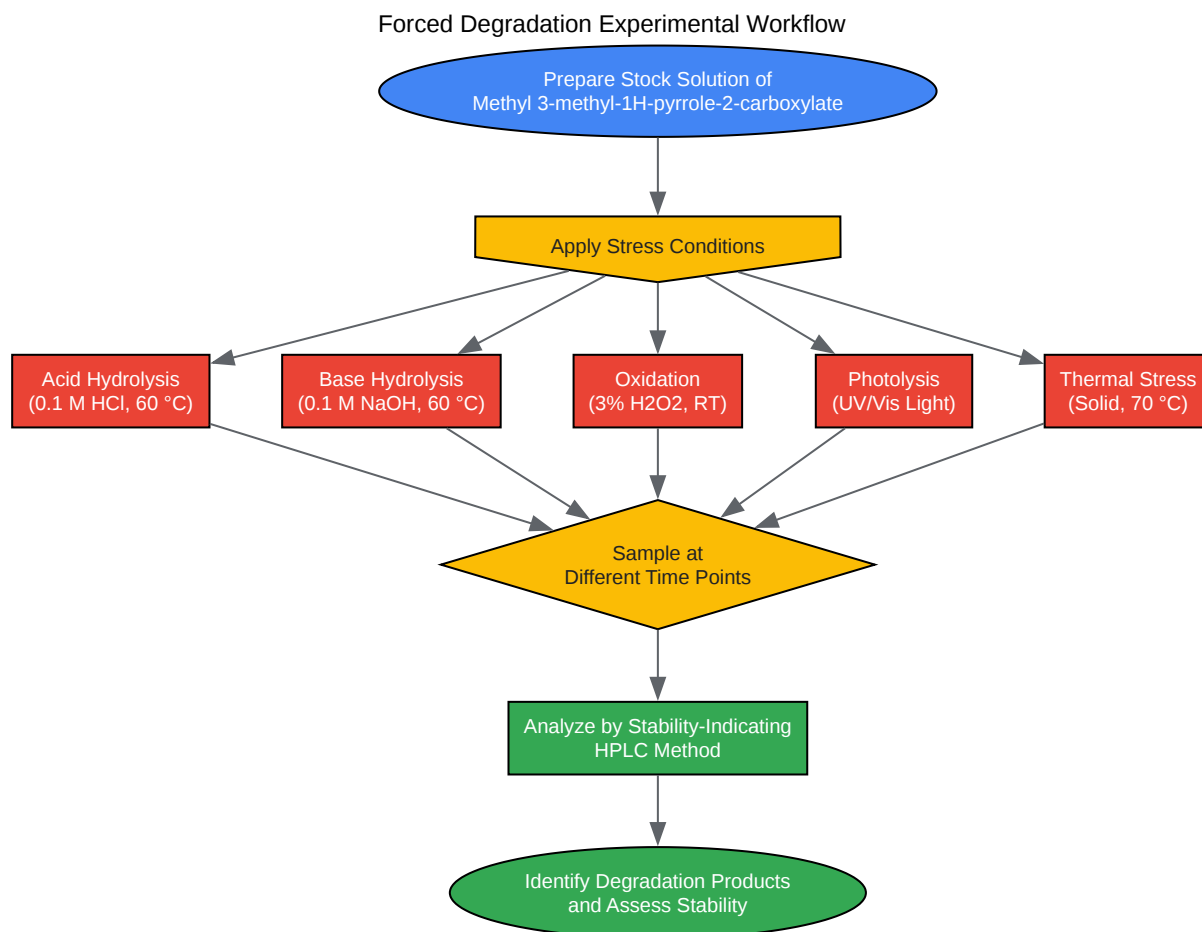 Forced Degradation Experimental Workflow
Prepare Stock Solution of
Methyl 3-methyl-1H-pyrrole-2-carboxylate
Apply Stress Conditions
Acid Hydrolysis
(0.1 M HCl, 60 °C)
Base Hydrolysis
(0.1 M NaOH, 60 °C)
Oxidation
(3% H2O2, RT)
Photolysis
(UV/Vis Light)
Thermal Stress
(Solid, 70 °C)
Sample at
Different Time Points
Analyze by Stability-Indicating
HPLC Method
Identify Degradation Products
and Assess Stability